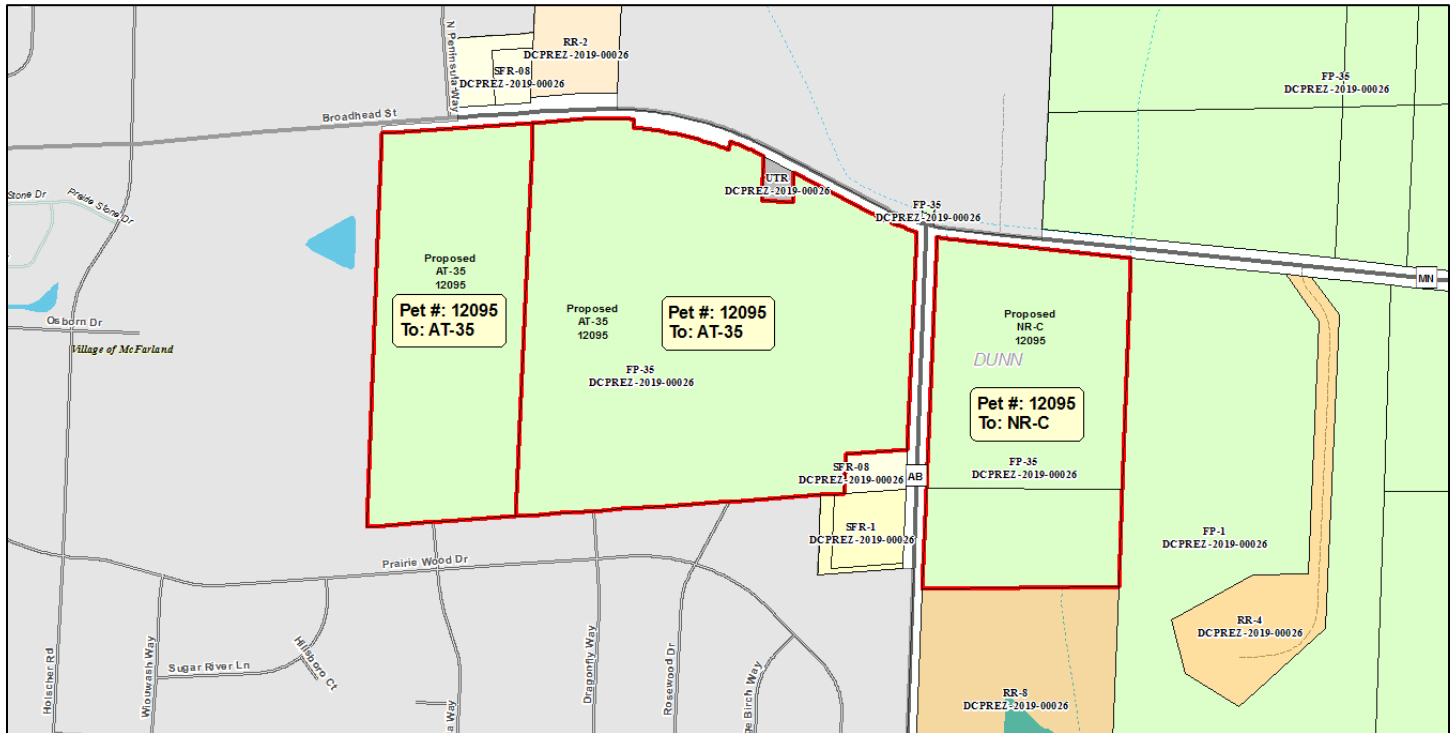 N Peninsula Way
RR-2
DCPREZ-2019-00026
SFR-08
DCPREZ-2019-00026
FP-35
DCPREZ-2019-00026
Broadhead St
UTR
DCPREZ-2019-00026
Stone Dr
Prairie Stone Dr
FP-35
DCPREZ-2019-00026
Proposed
AT-35
12095
Pet #: 12095
To: AT-35
Proposed
AT-35
12095
Pet #: 12095
To: AT-35
Proposed
NR-C
12095
DUNN
MN
Osborn Dr
Village of McFarland
FP-35
DCPREZ-2019-00026
Pet #: 12095
To: NR-C
SFR-08
DCPREZ-2019-00026
AB
FP-35
DCPREZ-2019-00026
SFR-1
DCPREZ-2019-00026
FP-1
DCPREZ-2019-00026
Prairie Wood Dr
RR-4
DCPREZ-2019-00026
Holscher Rd
Wiouwash Way
Sugar River Ln
Hillsboro Ct
a Way
Dragonfly Way
Rosewood Dr
ge Birch Way
RR-8
DCPREZ-2019-00026